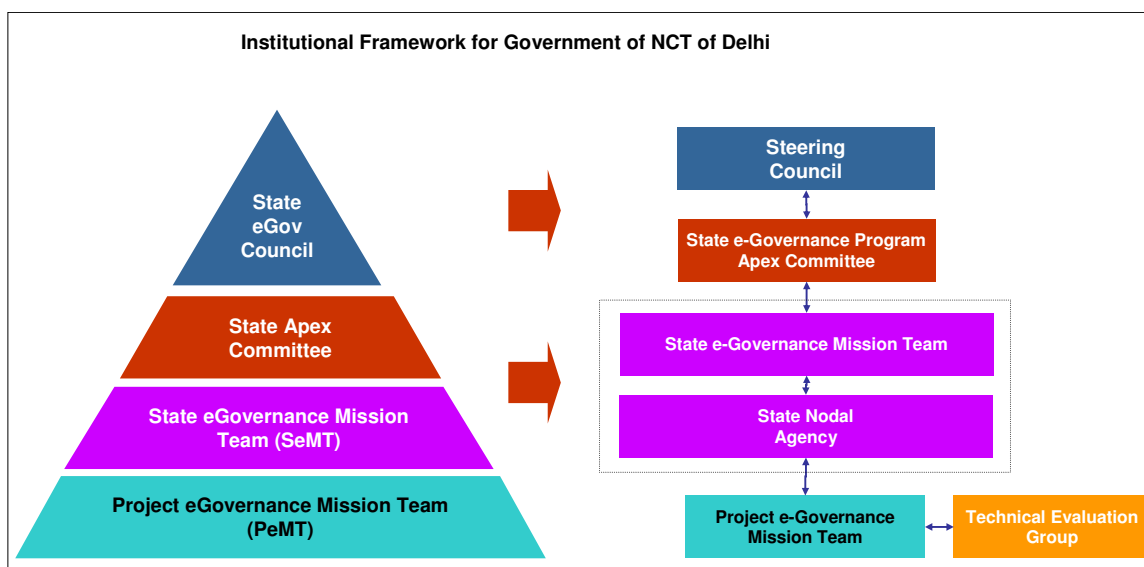 Institutional Framework for Government of NCT of Delhi
State
eGov
Council
State Apex
Committee
State eGovernance Mission
Team (SeMT)
Project eGovernance Mission Team
(PeMT)
Steering
Council
State e-Governance Program
Apex Committee
State e-Governance Mission Team
State Nodal
Agency
Project e-Governance
Mission Team
Technical Evaluation
Group